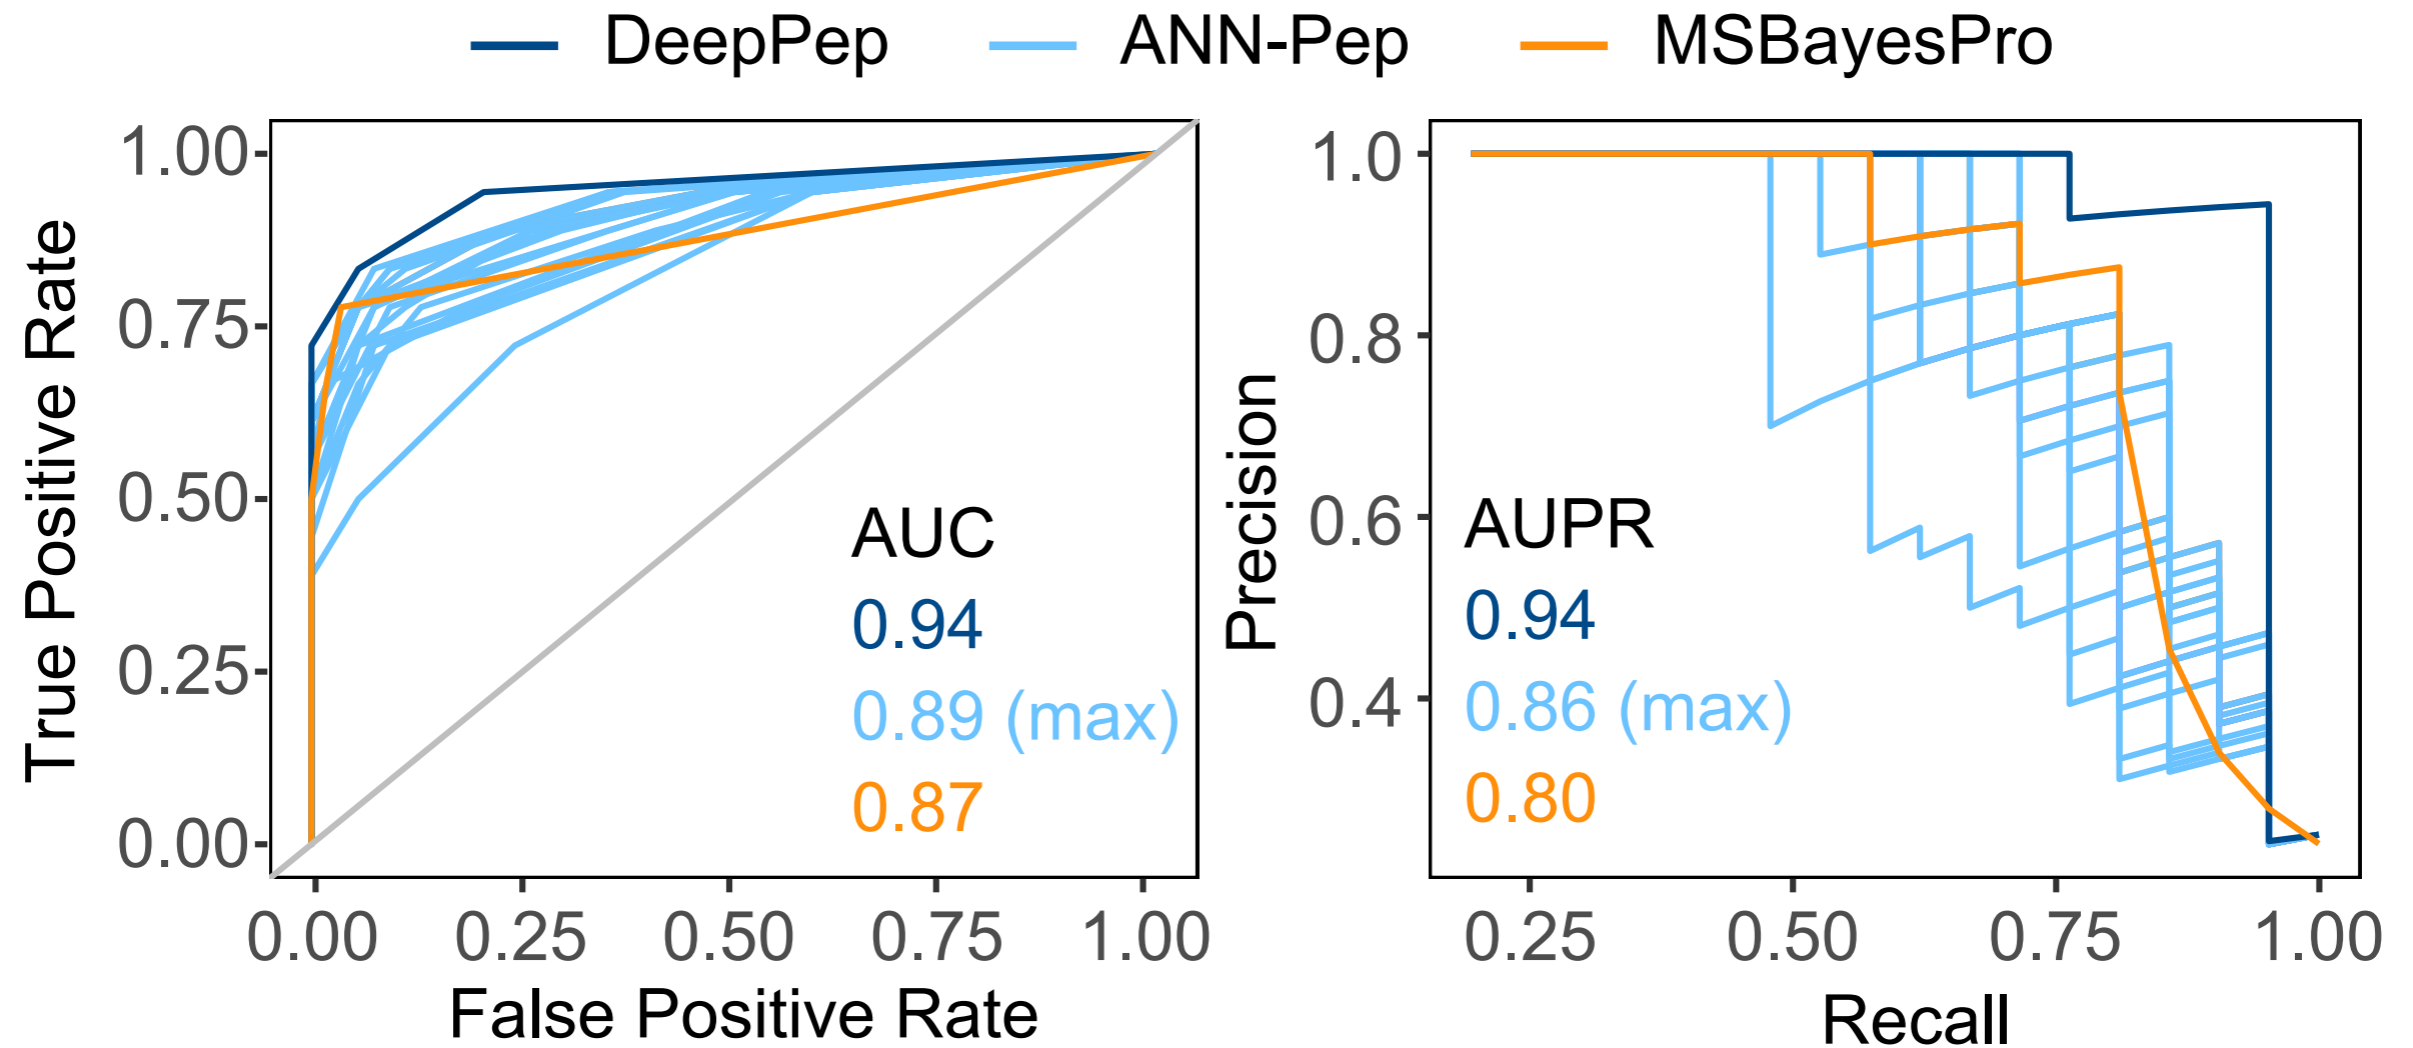 DeepPep ANN-Pep MSBayesPro
True Positive Rate
1.00
0.75
0.50
0.25
0.00
AUC
0.94
0.89 (max)
0.87
0.00 0.25 0.50 0.75 1.00
False Positive Rate
Precision
1.0
0.8
0.6
0.4
AUPR
0.94
0.86 (max)
0.80
0.25 0.50 0.75 1.00
Recall